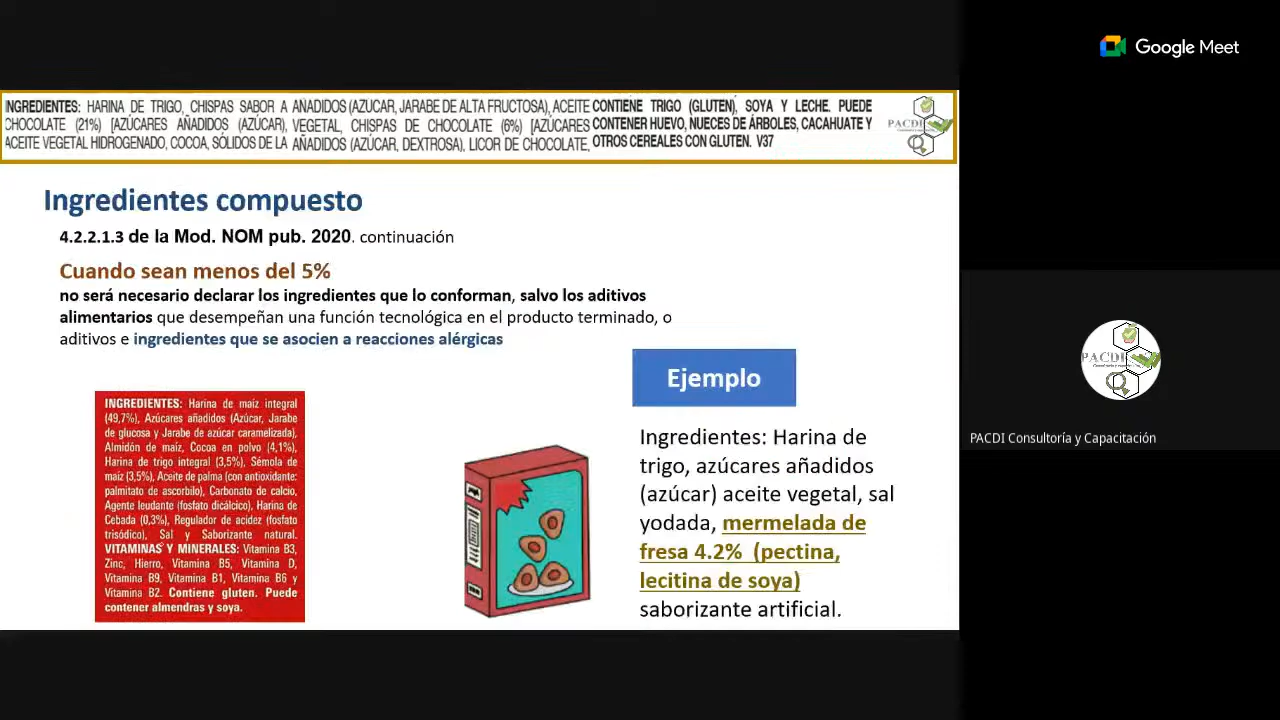 Google Meet
INGREDIENTES: HARINA DE TRIGO, CHISPAS SABOR A
CHOCOLATE (21%) [AZÚCARES AÑADIDOS (AZÚCAR),
ACEITE VEGETAL HIDROGENADO, COCOA, SÓLIDOS DE LA
AÑADIDOS (AZUCAR, JARABE DE ALTA FRUCTOSA), ACEITE
VEGETAL, CHISPAS DE CHOCOLATE (6%) [AZÚCARES
AÑADIDOS (AZÚCAR, DEXTROSA), LICOR DE CHOCOLATE,
CONTIENE TRIGO (GLUTEN), SOYA Y LECHE. PUEDE
CONTENER HUEVO, NUECES DE ÁRBOLES, CACAHUATE Y
OTROS CEREALES CON GLUTEN. V37
PACDI
Ingredientes compuesto
4.2.2.1.3 de la Mod. NOM pub. 2020. continuación
Cuando sean menos del 5%
no será necesario declarar los ingredientes que lo conforman, salvo los aditivos
alimentarios que desempeñan una función tecnológica en el producto terminado, o
aditivos e ingredientes que se asocien a reacciones alérgicas
INGREDIENTES: Harina de maíz integral
(49,7%), Azúcares añadidos (Azúcar, Jarabe
de glucosa y Jarabe de azúcar caramelizada),
Almidón de maíz, Cocoa en polvo (4,1%),
Harina de trigo integral (3,5%), Sémola de
maíz (3,5%), Aceite de palma (con antioxidante:
palmitato de ascorbilo), Carbonato de calcio,
Agente leudante (fosfato dicálcico), Harina de
Cebada (0,3%), Regulador de acidez (fosfato
trisódico), Sal y Saborizante natural.
VITAMINAS Y MINERALES: Vitamina B3,
Zinc, Hierro, Vitamina B5, Vitamina D,
Vitamina B9, Vitamina B1, Vitamina B6 y
Vitamina B2. Contiene gluten. Puede
contener almendras y soya.
Ejemplo
Ingredientes: Harina de
trigo, azúcares añadidos
(azúcar) aceite vegetal, sal
yodada, mermelada de
fresa 4.2% (pectina,
lecitina de soya)
saborizante artificial.
PACDI
PACDI Consultoría y Capacitación